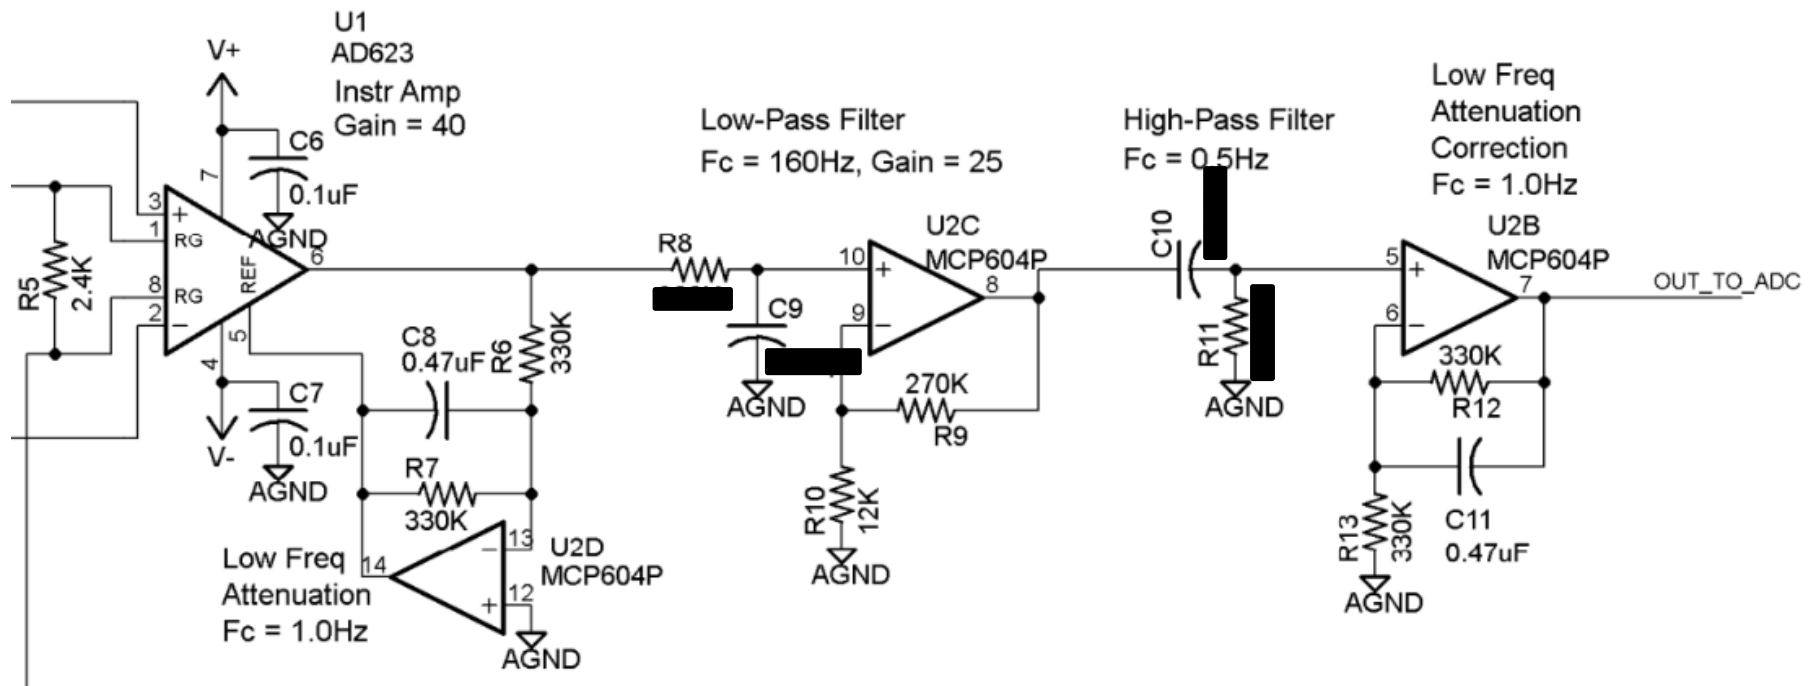 U1
AD623
Instr Amp
Gain = 40
V+
C6
0.1uF
AGND
7
3
+
1
RG
8
RG
2
−
REF
6
5
4
R5
2.4K
C7
0.1uF
AGND
V-
C8
0.47uF
R6
330K
R7
330K
14
13
−
12
+
U2D
MCP604P
AGND
Low Freq
Attenuation
Fc = 1.0Hz
Low-Pass Filter
Fc = 160Hz, Gain = 25
R8
C9
AGND
U2C
MCP604P
10
+
9
−
8
270K
R9
R10
12K
AGND
High-Pass Filter
Fc = 0.5Hz
C10
R11
AGND
Low Freq
Attenuation
Correction
Fc = 1.0Hz
U2B
MCP604P
5
+
6
−
7
OUT_TO_ADC
330K
R12
C11
0.47uF
R13
330K
AGND